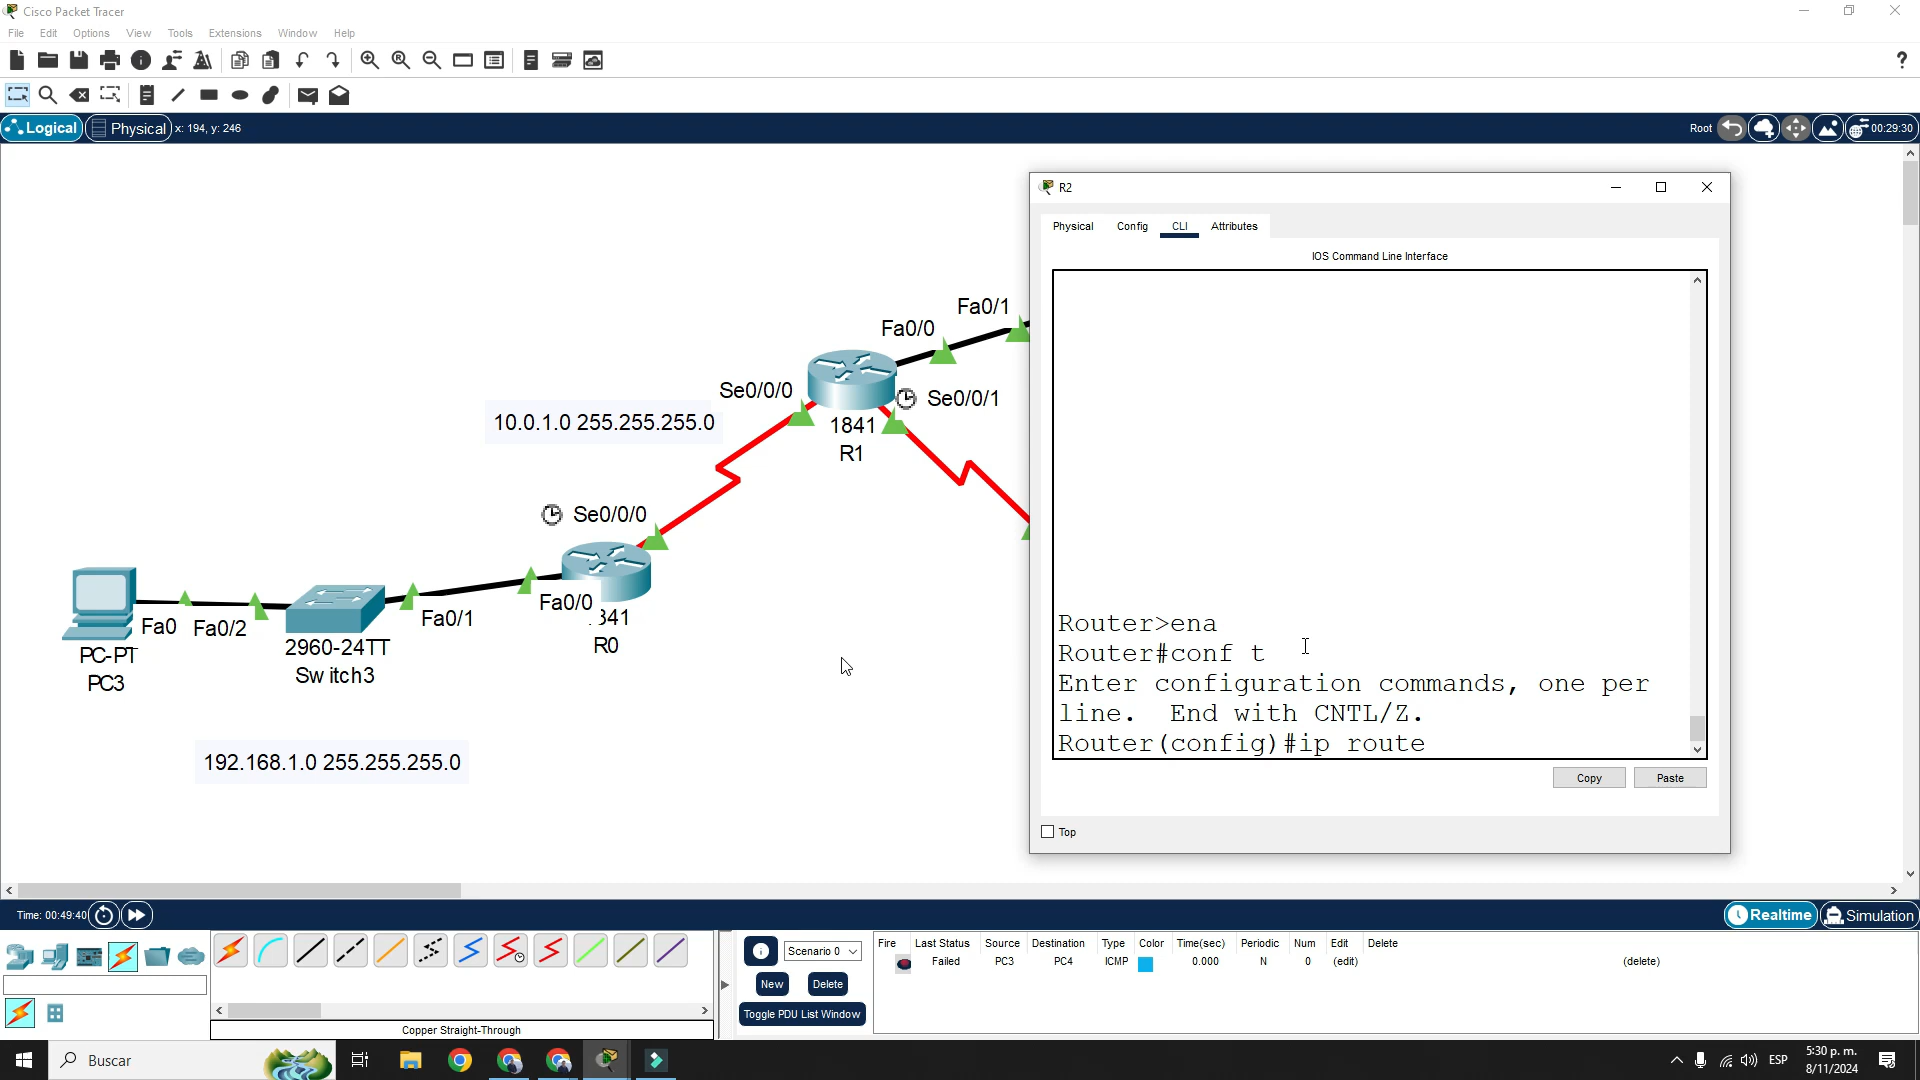 Cisco Packet Tracer
File Edit Options View Tools Extensions Window Help
Logical Physical x: 194, y: 246
Root 00:29:30
R2
Physical Config CLI Attributes
IOS Command Line Interface
Fa0/1
Fa0/0
Se0/0/0
Se0/0/1
10.0.1.0 255.255.255.0
1841
R1
Se0/0/0
Fa0/0
Fa0/1
341
R0
Fa0 Fa0/2
PC-PT
PC3
2960-24TT
Switch3
192.168.1.0 255.255.255.0
Router>ena
Router#conf t
Enter configuration commands, one per
line.  End with CNTL/Z.
Router(config)#ip route
Copy Paste
Top
Time: 00:49:40
Realtime Simulation
Scenario 0
New Delete
Toggle PDU List Window
Fire Last Status Source Destination Type Color Time(sec) Periodic Num Edit Delete
Failed PC3 PC4 ICMP 0.000 N 0 (edit) (delete)
Copper Straight-Through
Buscar
ESP
5:30 p. m.
8/11/2024